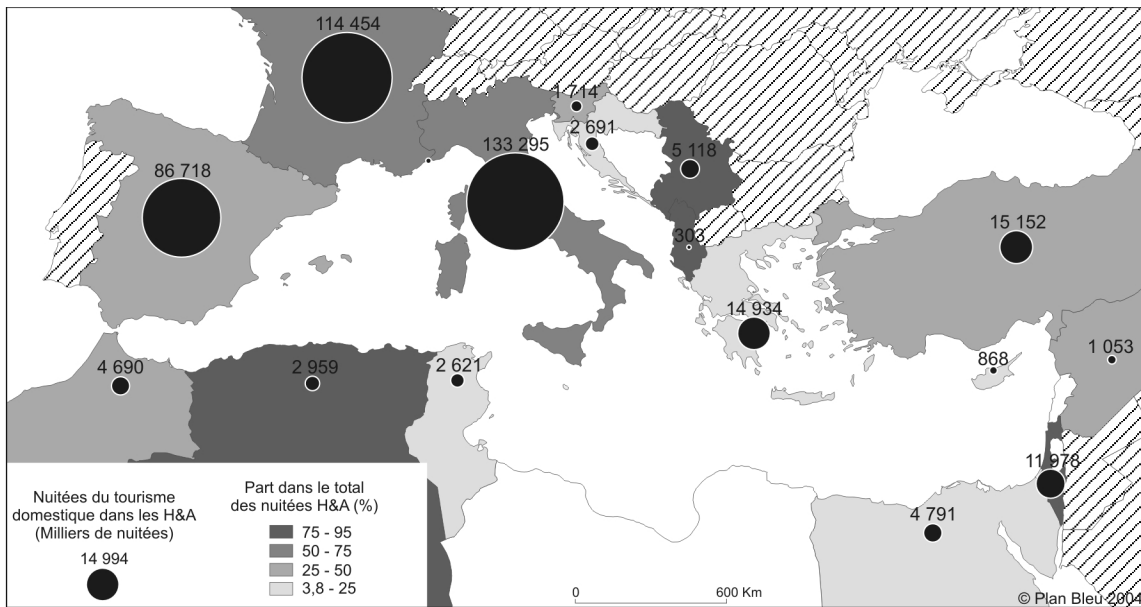 114 454
1 714
2 691
133 295
5 118
86 718
303
15 152
14 934
4 690
2 959
2 621
868
1 053
11 978
4 791
Nuitées du tourisme
domestique dans les H&A
(Milliers de nuitées)
14 994
Part dans le total
des nuitées H&A (%)
75 - 95
50 - 75
25 - 50
3,8 - 25
0 600 Km
© Plan Bleu 2004